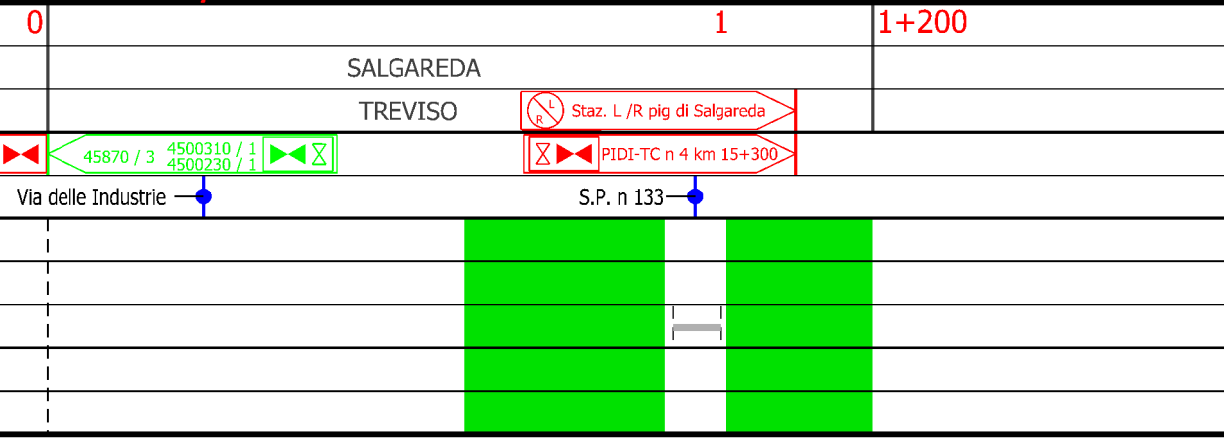 0 1 1+200
SALGAREDA
TREVISO
L
R
Staz. L /R pig di Salgareda
45870 / 3
4500310 / 1
4500230 / 1
PIDI-TC n 4 km 15+300
Via delle Industrie
S.P. n 133